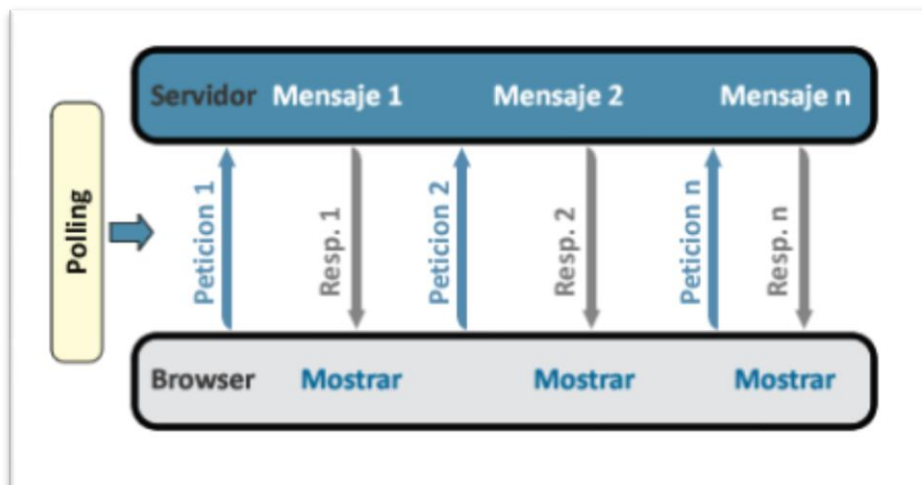 Servidor Mensaje 1 Mensaje 2 Mensaje n
Polling
Peticion 1
Resp. 1
Peticion 2
Resp. 2
Peticion n
Resp. n
Browser Mostrar Mostrar Mostrar